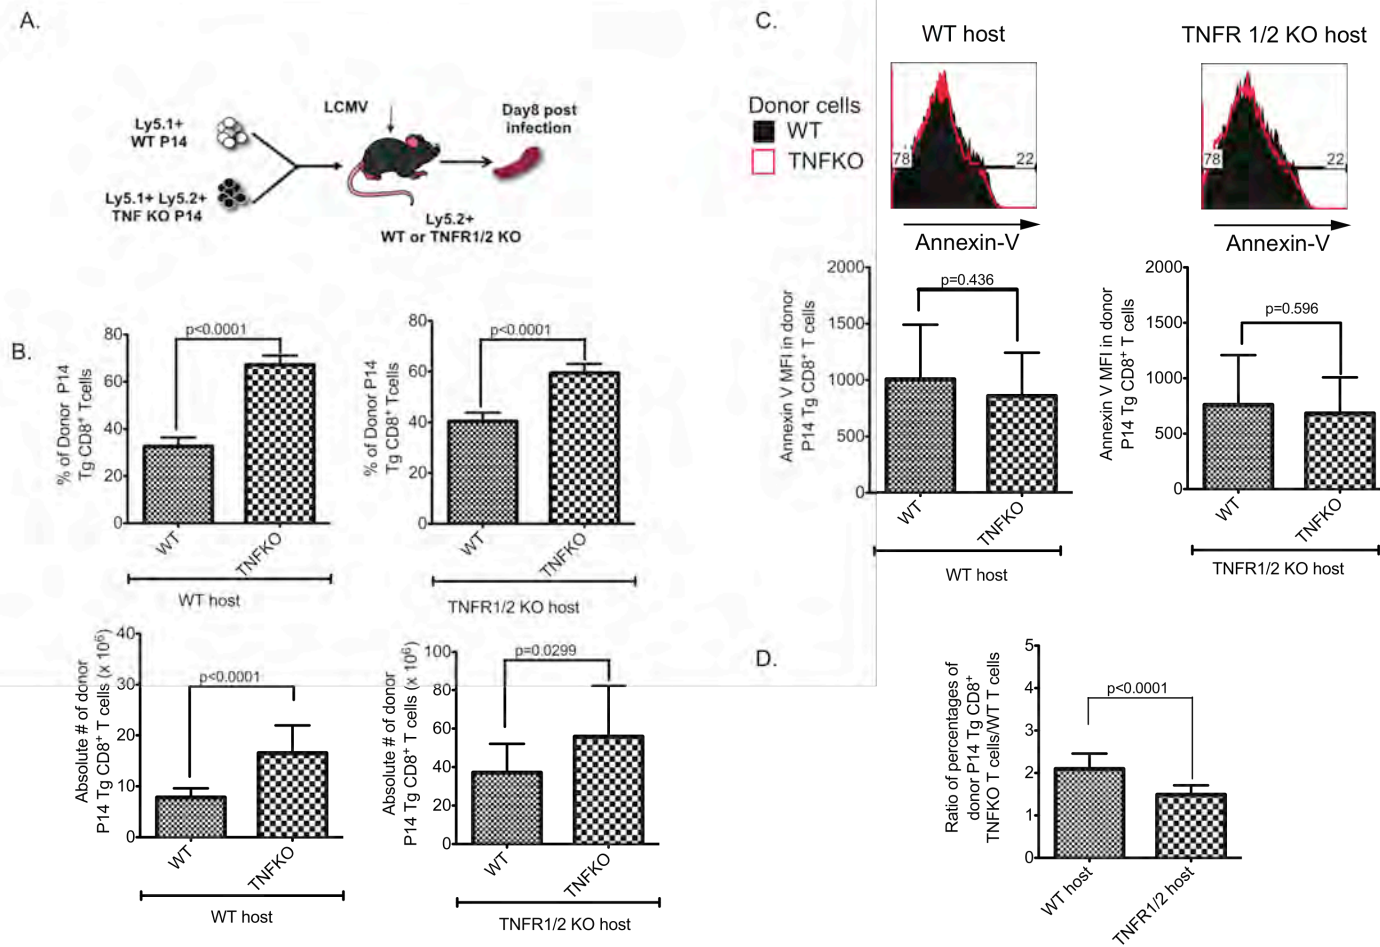 A.
Ly5.1+
WT P14
Ly5.1+ Ly5.2+
TNF KO P14
LCMV
Day8 post
infection
Ly5.2+
WT or TNFR1/2 KO
B.
% of Donor P14
Tg CD8+ Tcells
80
60
40
20
0
p<0.0001
WT
TNFKO
WT host
% of Donor P14
Tg CD8+ Tcells
80
60
40
20
0
p<0.0001
WT
TNFKO
TNFR1/2 KO host
Absolute # of donor
P14 Tg CD8+ T cells (x 10⁶)
40
30
20
10
0
p<0.0001
WT
TNFKO
WT host
Absolute # of donor
P14 Tg CD8+ T cells (x 10⁶)
100
80
60
40
20
0
p=0.0299
WT
TNFKO
TNFR1/2 KO host
C.
WT host
TNFR 1/2 KO host
Donor cells
WT
TNFKO
78
22
Annexin-V
78
22
Annexin-V
Annexin V MFI in donor
P14 Tg CD8+ T cells
2000
1500
1000
500
0
p=0.436
WT
TNFKO
WT host
Annexin V MFI in donor
P14 Tg CD8+ T cells
2000
1500
1000
500
0
p=0.596
WT
TNFKO
TNFR1/2 KO host
D.
Ratio of percentages of
donor P14 Tg CD8+
TNFKO T cells/WT T cells
5
4
3
2
1
0
p<0.0001
WT host
TNFR1/2 host